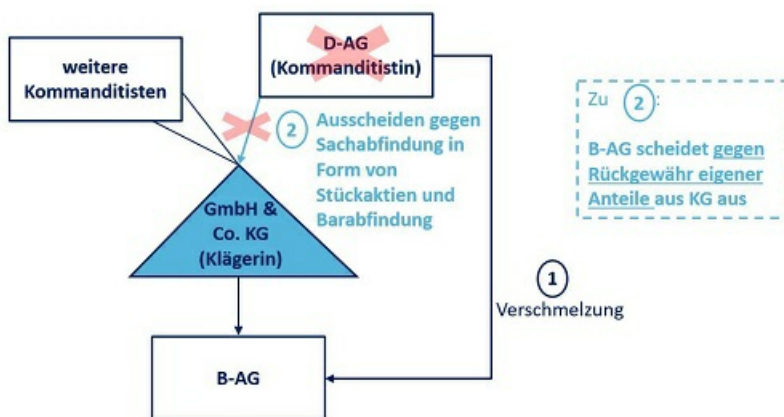 weitere
Kommanditisten
D-AG
(Kommanditistin)
2 Ausscheiden gegen
Sachabfindung in
Form von
Stückaktien und
Barabfindung
GmbH &
Co. KG
(Klägerin)
B-AG
1
Verschmelzung
Zu 2:
B-AG scheidet gegen
Rückgewähr eigener
Anteile aus KG aus